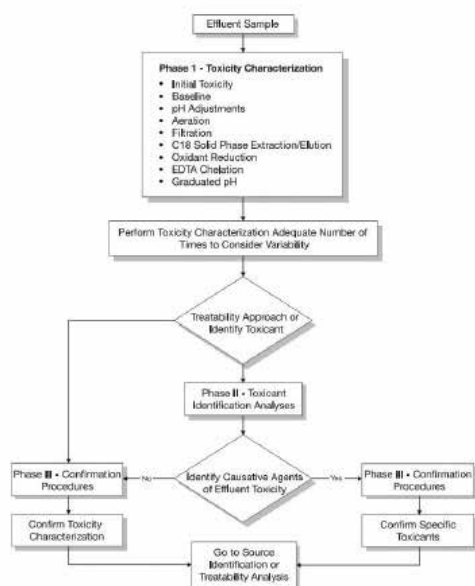 Effluent Sample
Phase 1 - Toxicity Characterization
• Initial Toxicity
• Baseline
• pH Adjustments
• Aeration
• Filtration
• C18 Solid Phase Extraction/Elution
• Oxidant Reduction
• EDTA Chelation
• Graduated pH
Perform Toxicity Characterization Adequate Number of
Times to Consider Variability
Treatability Approach or
Identify Toxicant
Phase II - Toxicant
Identification Analyses
Phase III - Confirmation
Procedures
No
Identify Causative Agents
of Effluent Toxicity
Yes
Phase III - Confirmation
Procedures
Confirm Toxicity
Characterization
Confirm Specific
Toxicants
Go to Source
Identification or
Treatability Analysis